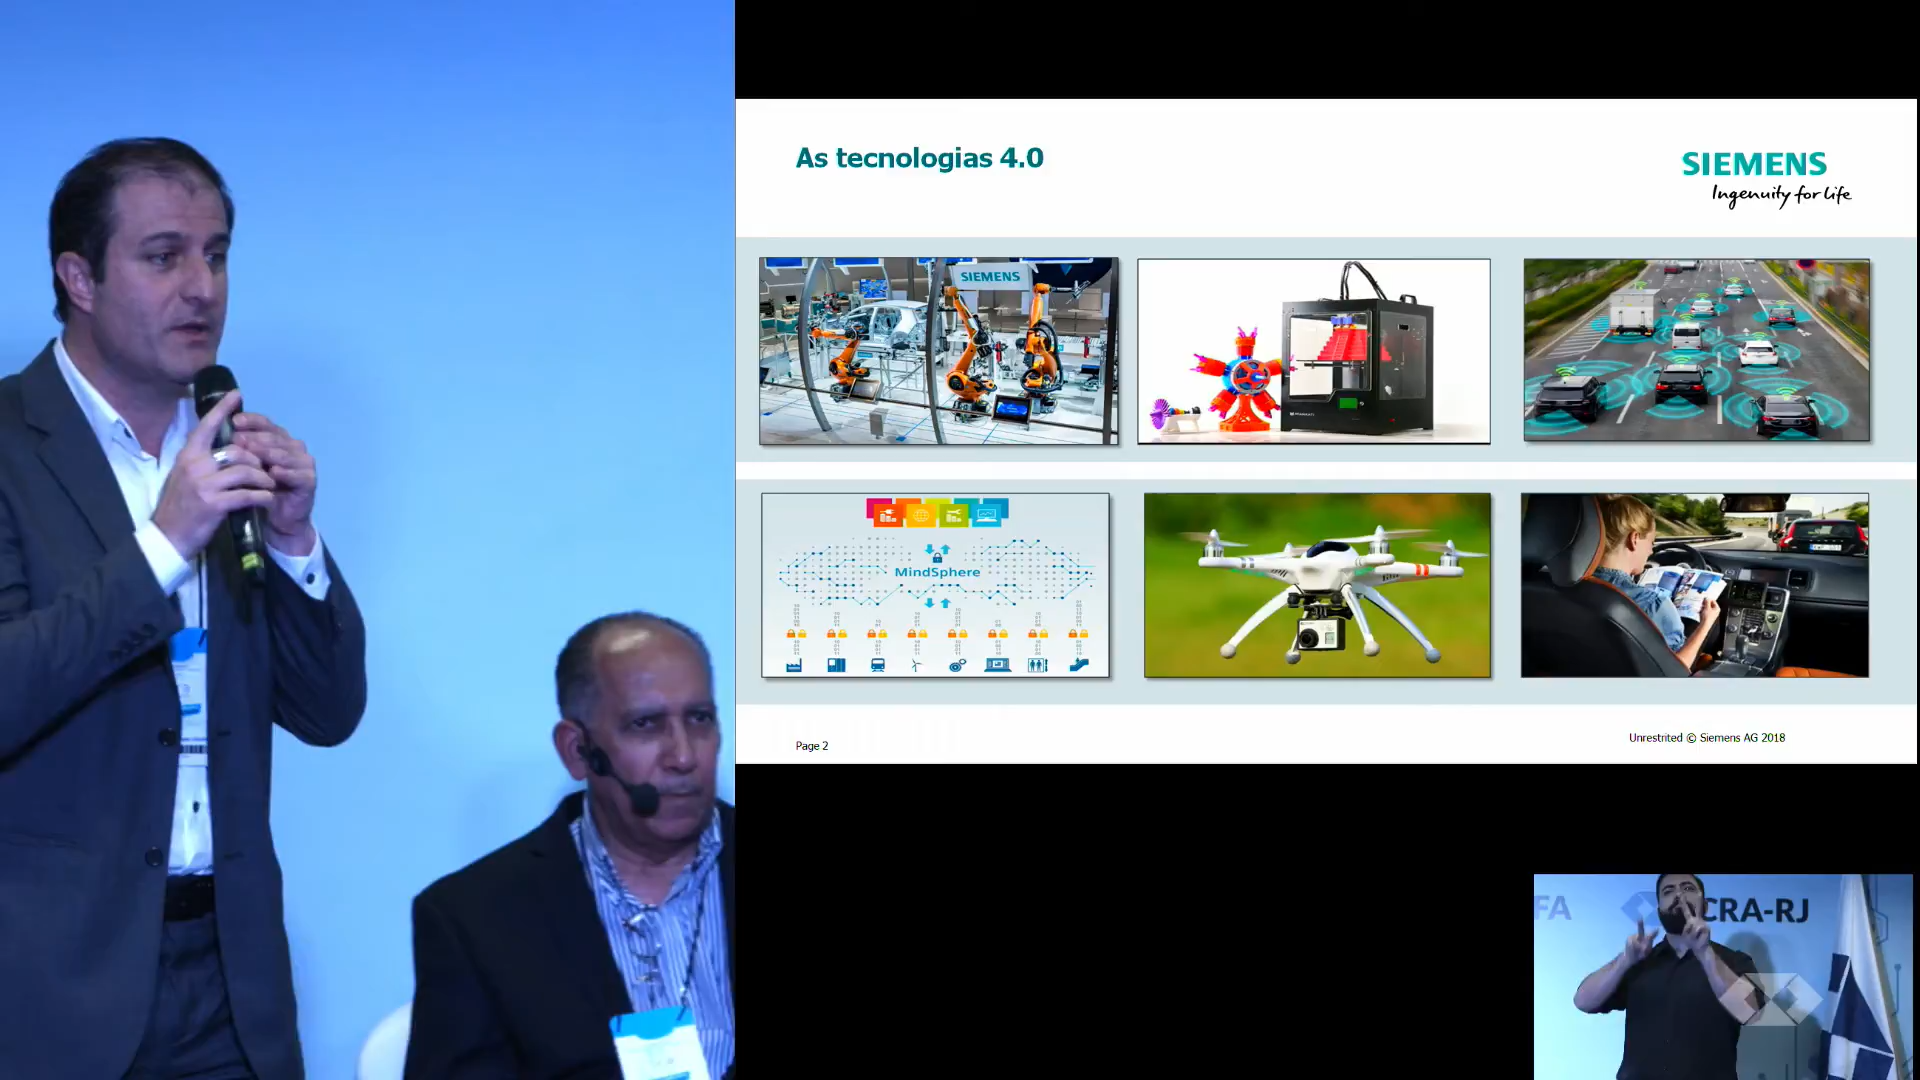 As tecnologias 4.0
SIEMENS
Ingenuity for life
SIEMENS
MindSphere
Page 2
Unrestrited © Siemens AG 2018
FA
CRA-RJ